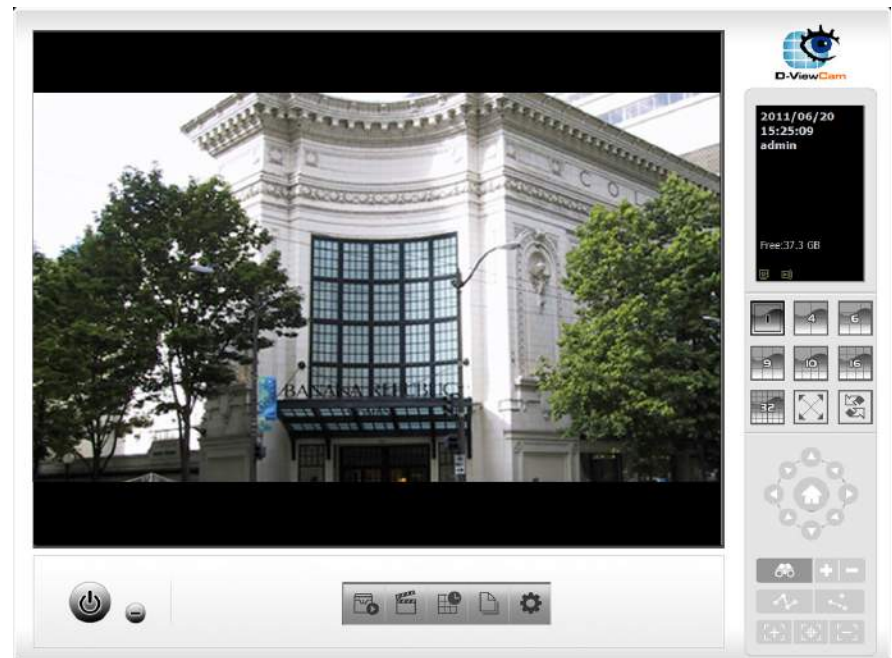 D-ViewCam
2011/06/20
15:25:09
admin
Free:37.3 GB
1 4 6
9 10 16
32
COL
BANANA REPUBLIC